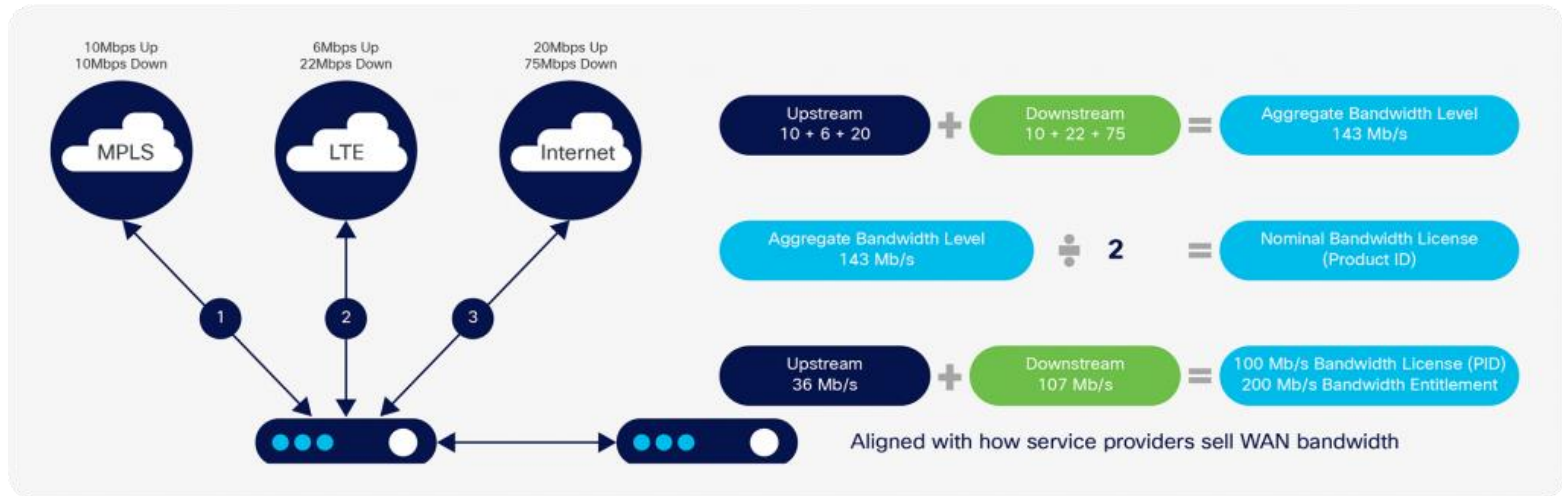 10Mbps Up
10Mbps Down
6Mbps Up
22Mbps Down
20Mbps Up
75Mbps Down
MPLS
LTE
Internet
1
2
3
Upstream
10 + 6 + 20
+
Downstream
10 + 22 + 75
=
Aggregate Bandwidth Level
143 Mb/s
Aggregate Bandwidth Level
143 Mb/s
÷
2
=
Nominal Bandwidth License
(Product ID)
Upstream
36 Mb/s
+
Downstream
107 Mb/s
=
100 Mb/s Bandwidth License (PID)
200 Mb/s Bandwidth Entitlement
Aligned with how service providers sell WAN bandwidth